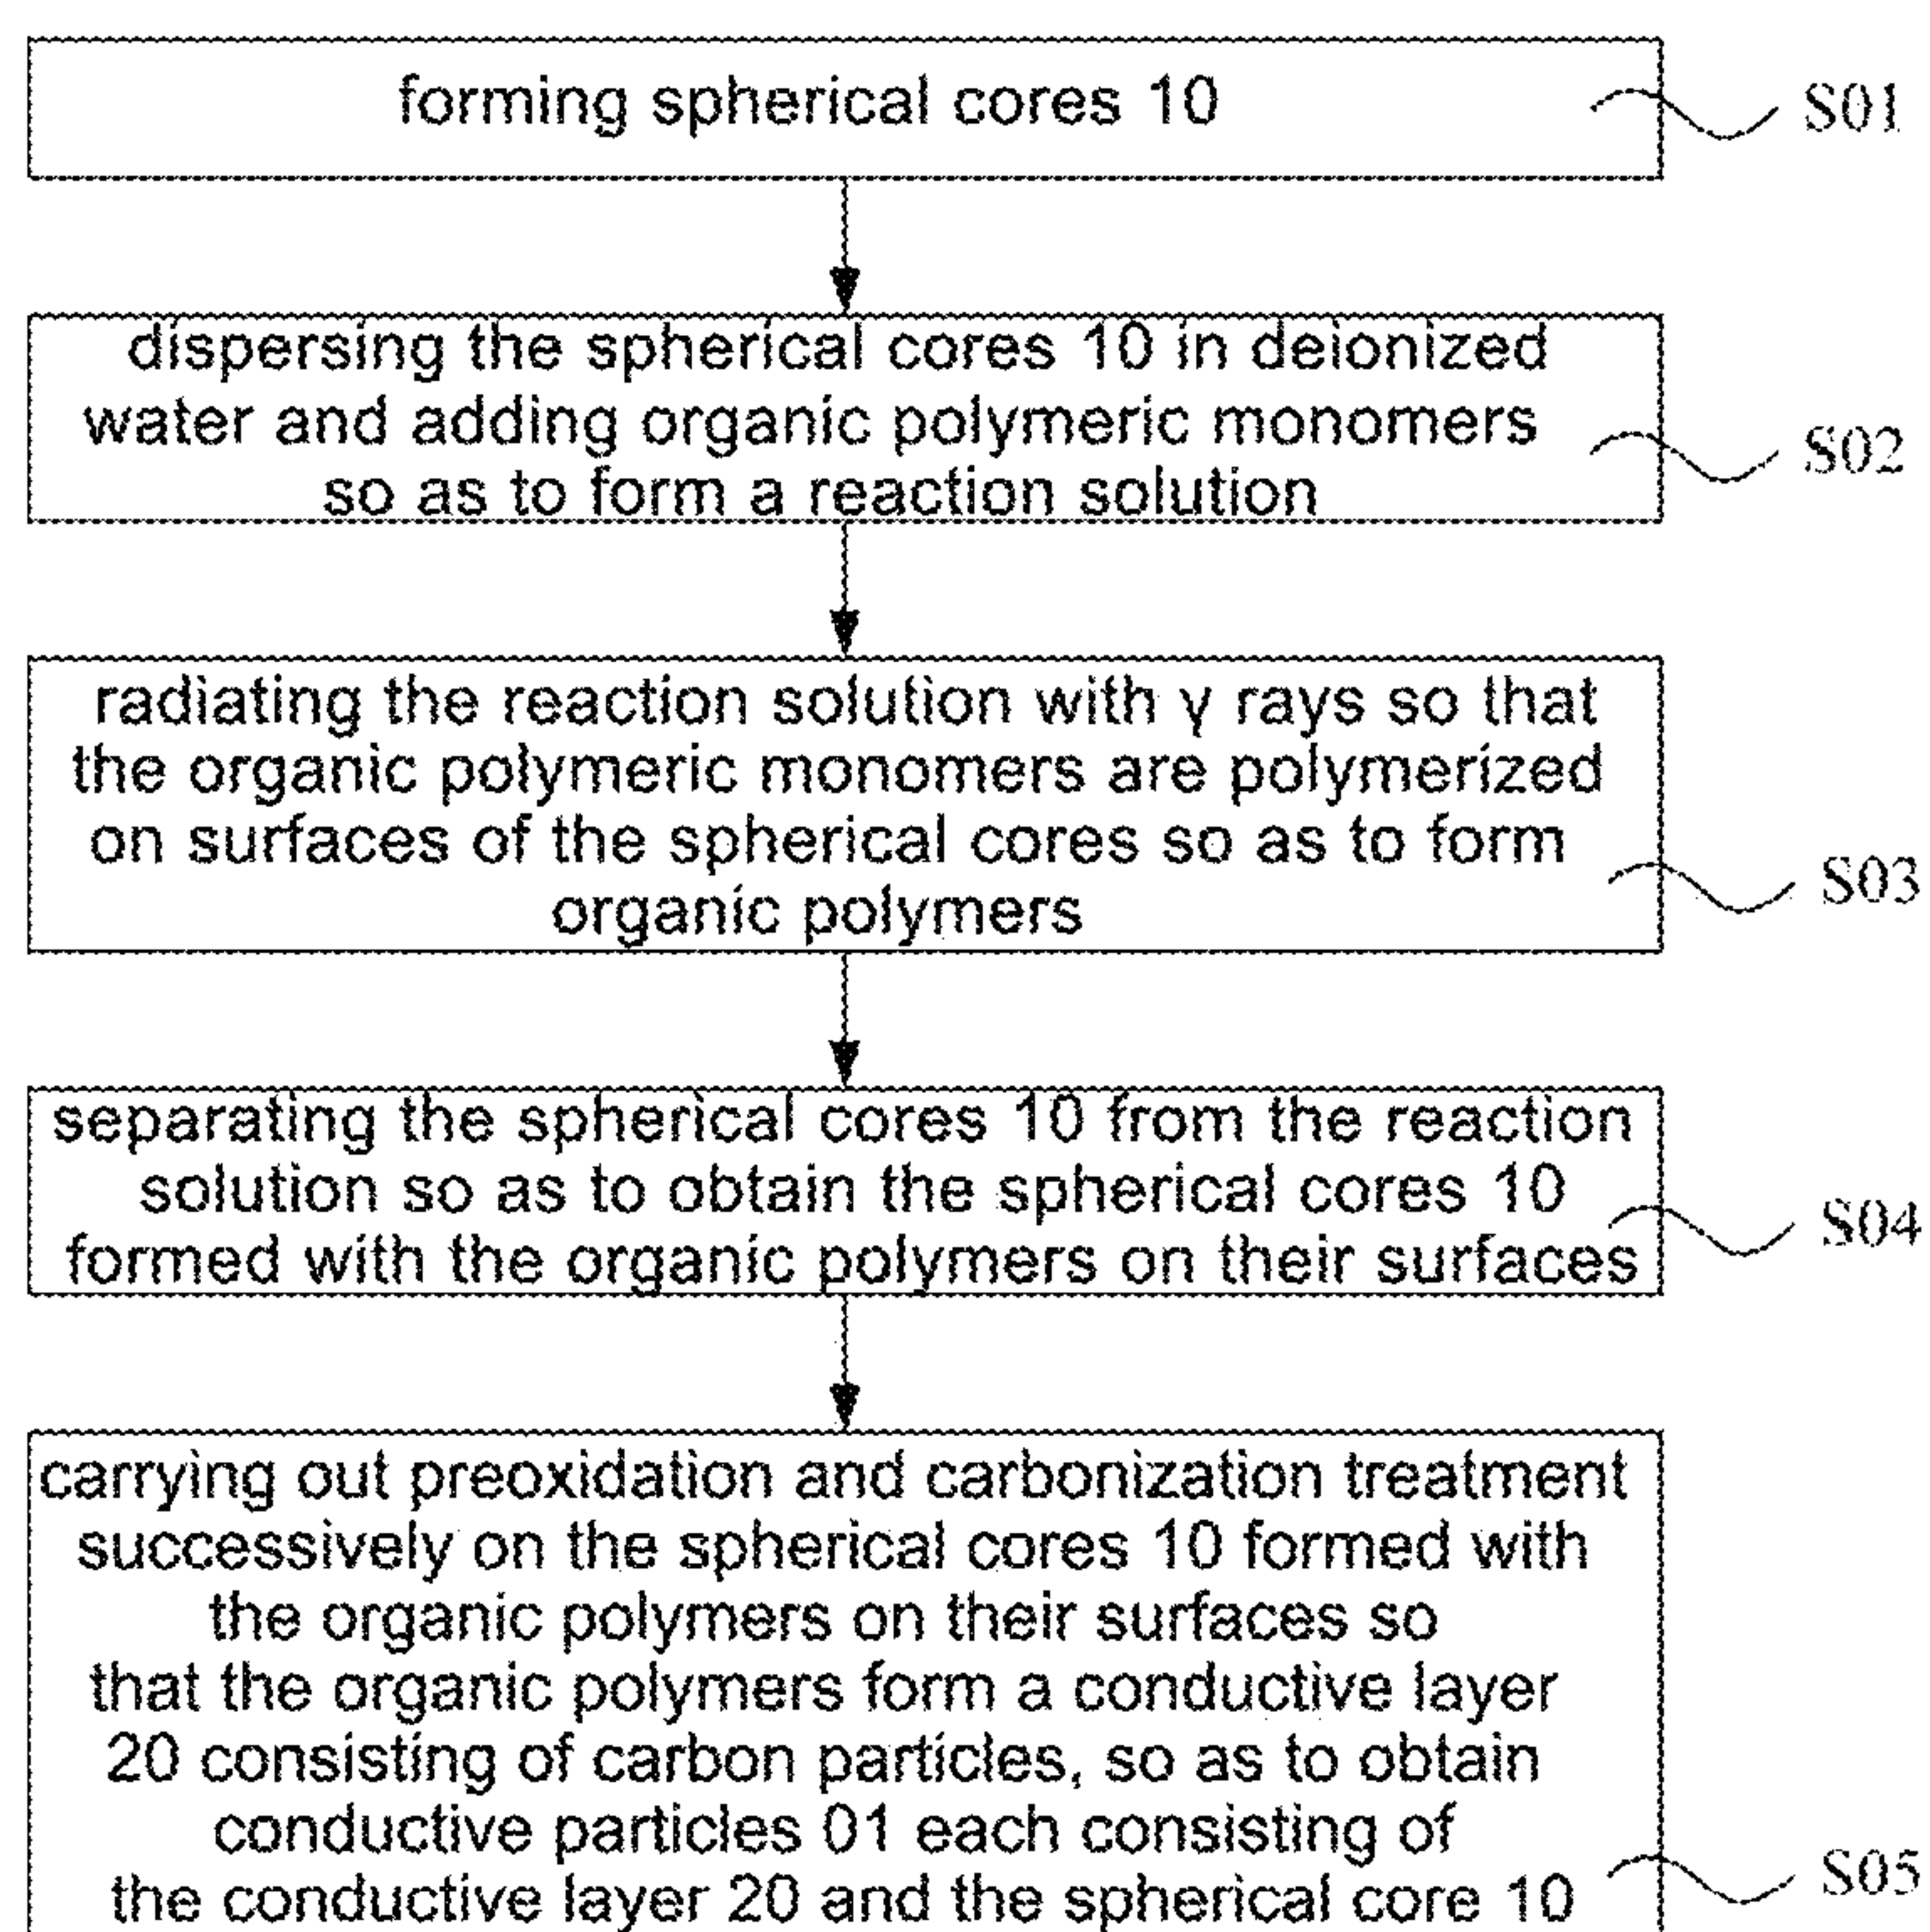 forming spherical cores 10
S01
dispersing the spherical cores 10 in deionized
water and adding organic polymeric monomers
so as to form a reaction solution
S02
radiating the reaction solution with γ rays so that
the organic polymeric monomers are polymerized
on surfaces of the spherical cores so as to form
organic polymers
S03
separating the spherical cores 10 from the reaction
solution so as to obtain the spherical cores 10
formed with the organic polymers on their surfaces
S04
carrying out preoxidation and carbonization treatment
successively on the spherical cores 10 formed with
the organic polymers on their surfaces so
that the organic polymers form a conductive layer
20 consisting of carbon particles, so as to obtain
conductive particles 01 each consisting of
the conductive layer 20 and the spherical core 10
S05